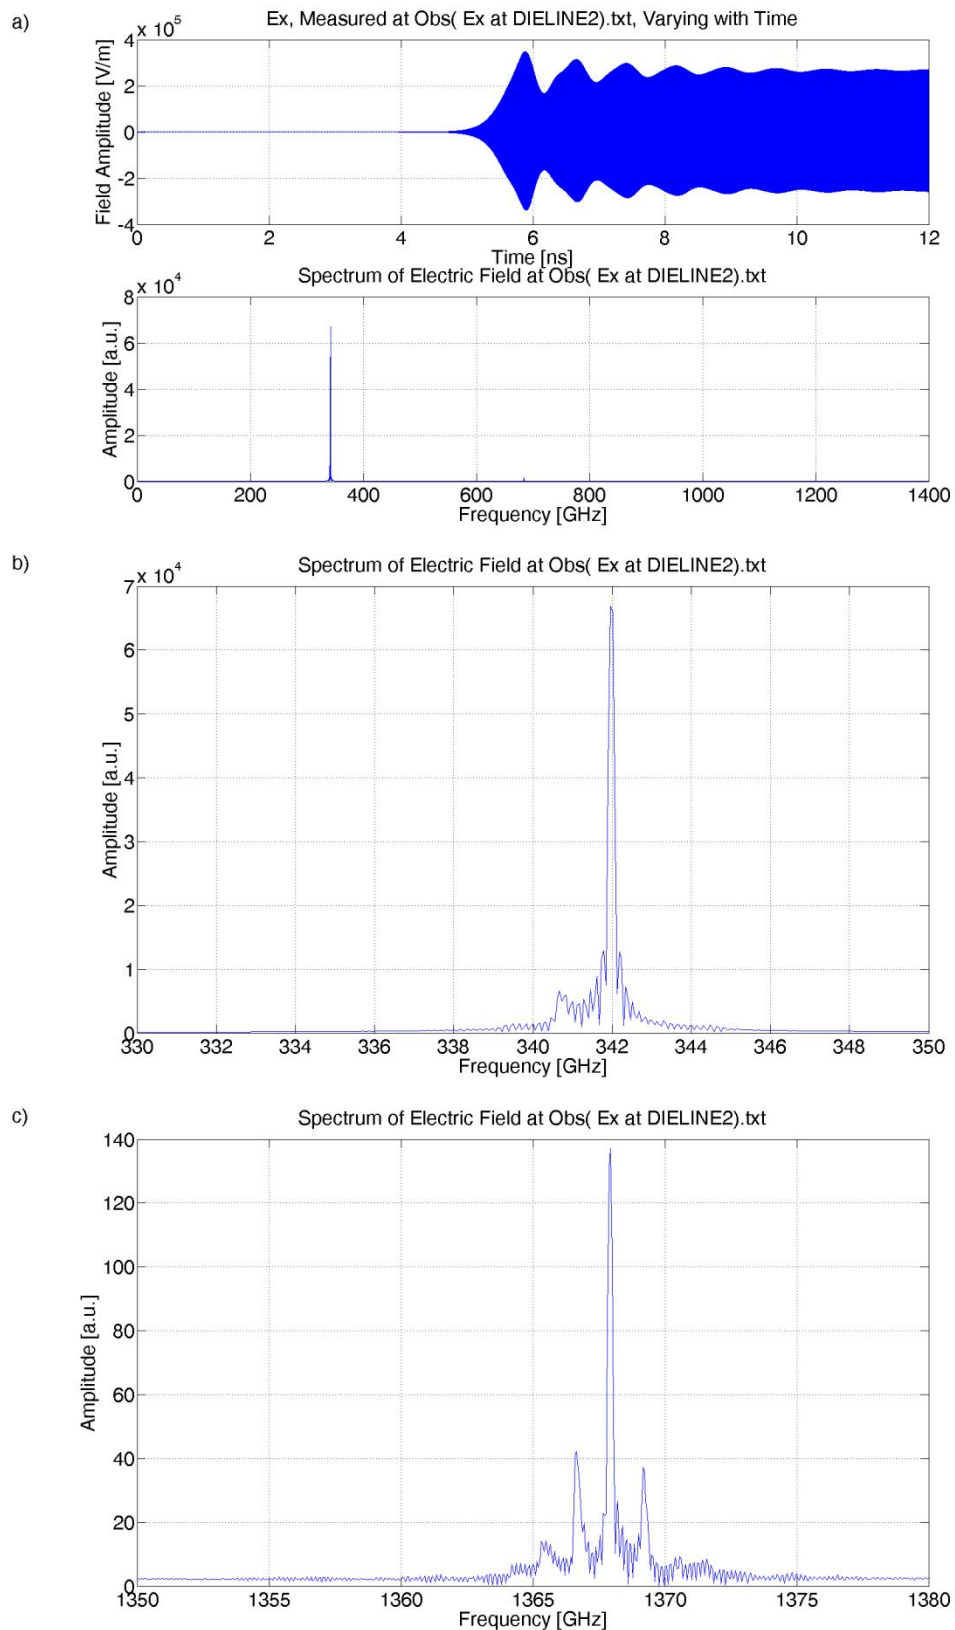 a)
Ex, Measured at Obs( Ex at DIELINE2).txt, Varying with Time
x 10^5
4
2
0
-2
-4
Field Amplitude [V/m]
0 2 4 6 8 10 12
Time [ns]
Spectrum of Electric Field at Obs( Ex at DIELINE2).txt
x 10^4
8
6
4
2
0
Amplitude [a.u.]
0 200 400 600 800 1000 1200 1400
Frequency [GHz]
b)
Spectrum of Electric Field at Obs( Ex at DIELINE2).txt
x 10^4
7
6
5
4
3
2
1
0
Amplitude [a.u.]
330 332 334 336 338 340 342 344 346 348 350
Frequency [GHz]
c)
Spectrum of Electric Field at Obs( Ex at DIELINE2).txt
140
120
100
80
60
40
20
0
Amplitude [a.u.]
1350 1355 1360 1365 1370 1375 1380
Frequency [GHz]